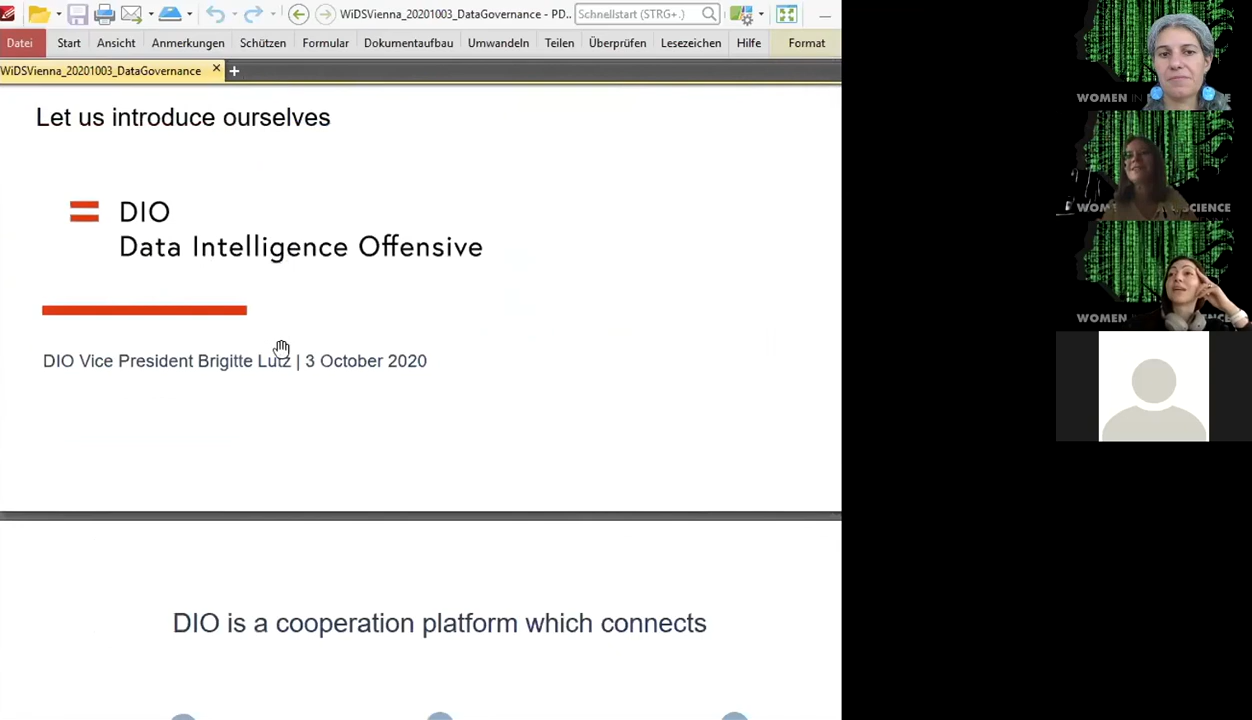 WiDSVienna_20201003_DataGovernance - PD..
Schnellstart (STRG+.)
Datei Start Ansicht Anmerkungen Schützen Formular Dokumentaufbau Umwandeln Teilen Überprüfen Lesezeichen Hilfe Format
WiDSVienna_20201003_DataGovernance
Let us introduce ourselves
DIO
Data Intelligence Offensive
DIO Vice President Brigitte Lutz | 3 October 2020
DIO is a cooperation platform which connects
WOMEN IN
SCIENCE
WOMEN